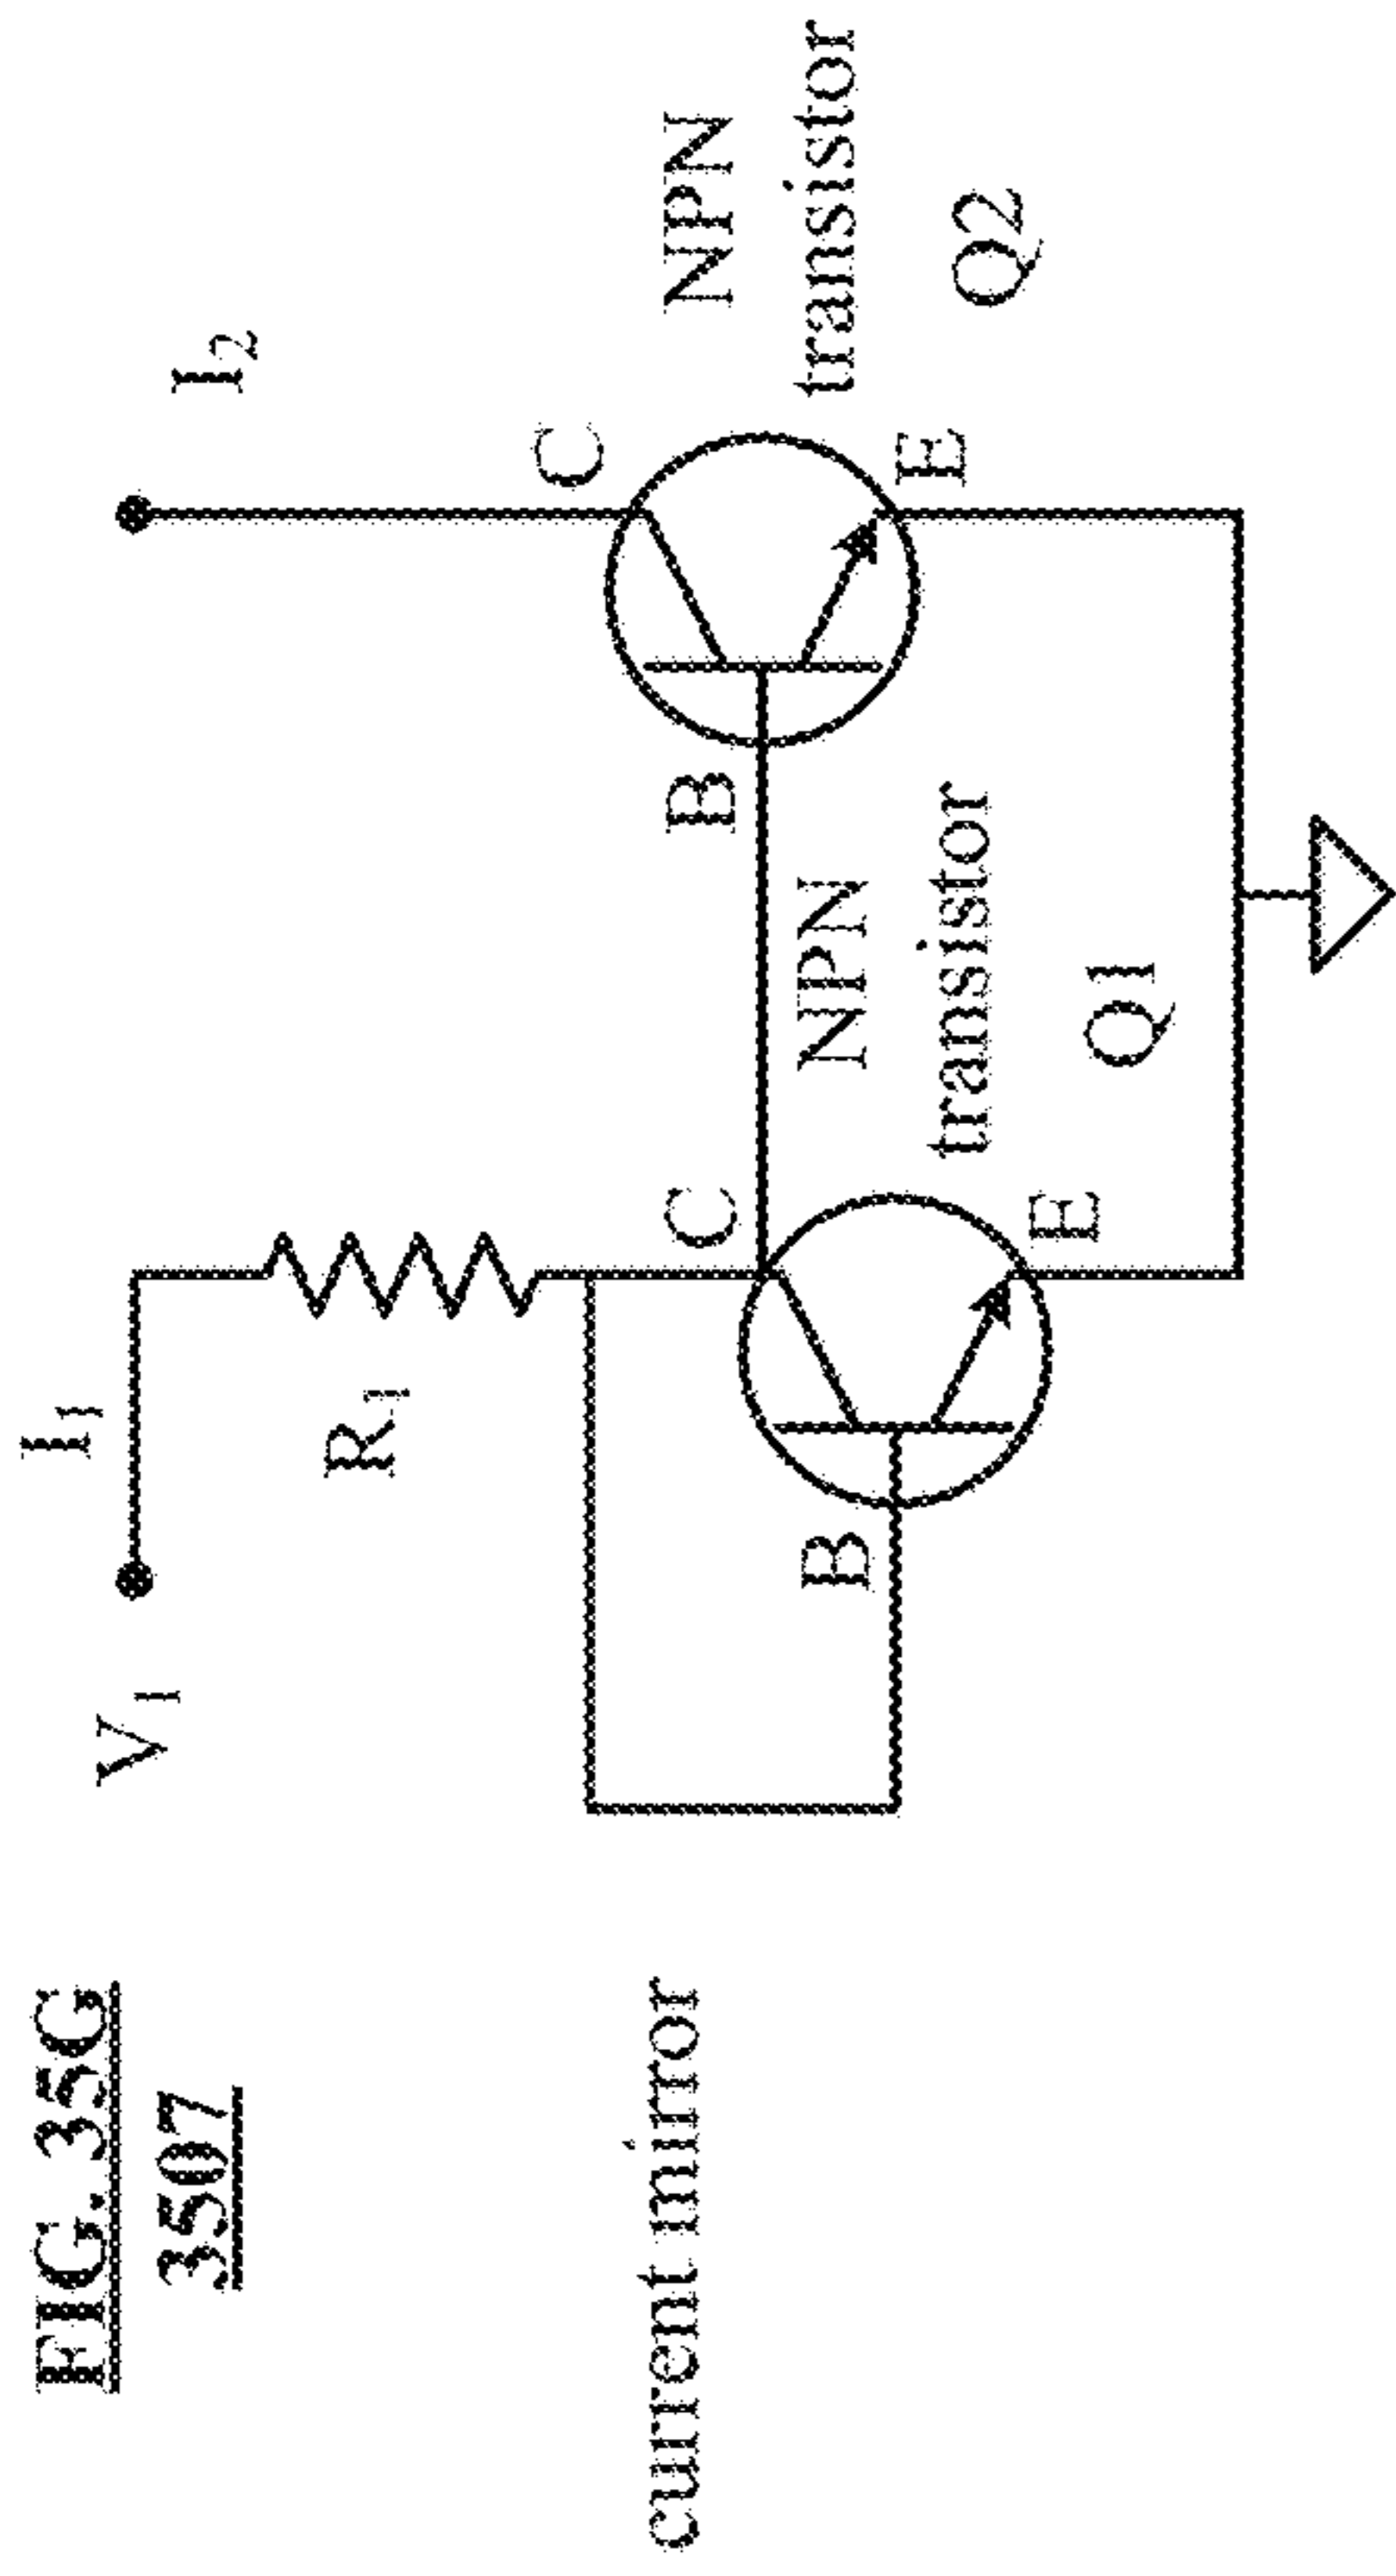 FIG. 35G
3507
current mirror
V₁
I₁
R₁
B
C
E
NPN
transistor
Q1
I₂
B
C
E
NPN
transistor
Q2